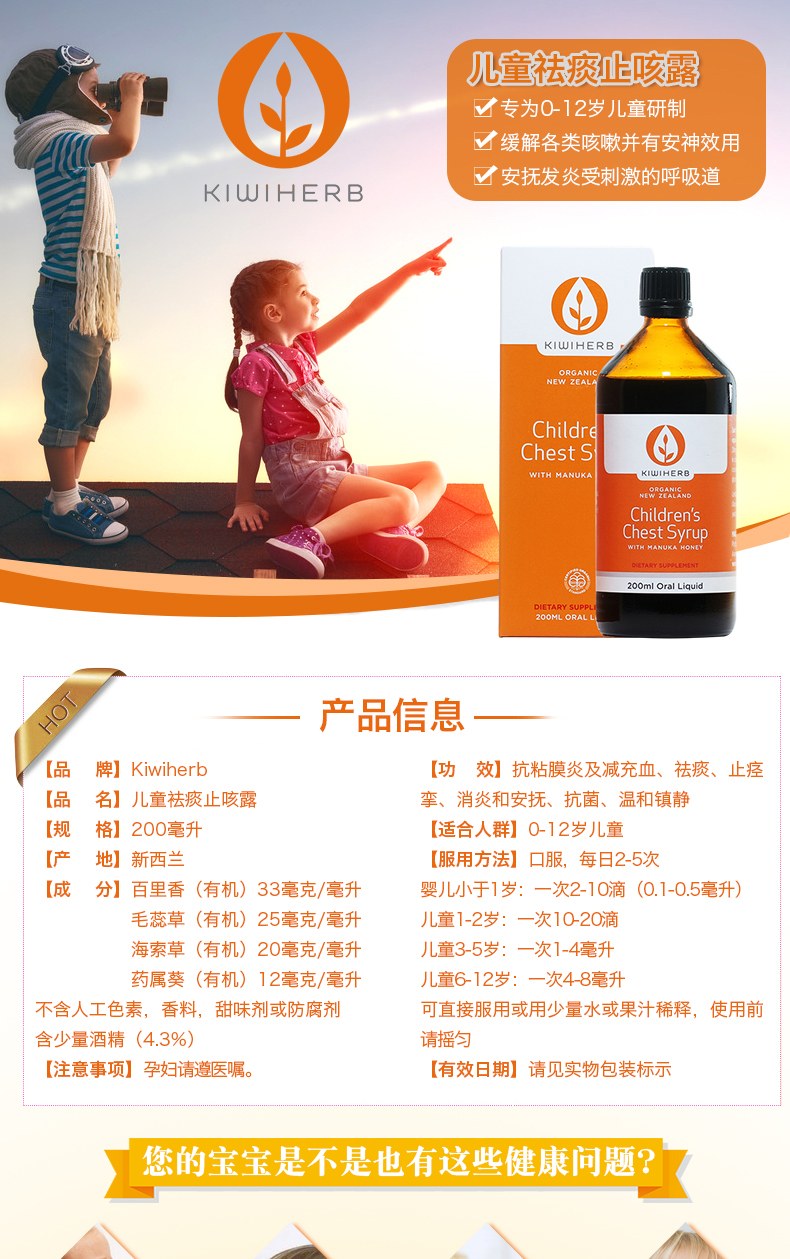 KIWIHERB
儿童祛痰止咳露
专为0-12岁儿童研制
缓解各类咳嗽并有安神效用
安抚发炎受刺激的呼吸道
KIWIHERB
ORGANIC
NEW ZEALA
Childre
Chest Sy
WITH MANUKA
DIETARY SUPPLE
200ML ORAL L
KIWIHERB
ORGANIC
NEW ZEALAND
Children's
Chest Syrup
WITH MANUKA HONEY
DIETARY SUPPLEMENT
200ml Oral Liquid
HOT
产品信息
【品 牌】Kiwiherb
【品 名】儿童祛痰止咳露
【规 格】200毫升
【产 地】新西兰
【成 分】百里香（有机）33毫克/毫升
毛蕊草（有机）25毫克/毫升
海索草（有机）20毫克/毫升
药属葵（有机）12毫克/毫升
不含人工色素，香料，甜味剂或防腐剂
含少量酒精（4.3%）
【注意事项】孕妇请遵医嘱。
【功 效】抗粘膜炎及减充血、祛痰、止痉
挛、消炎和安抚、抗菌、温和镇静
【适合人群】0-12岁儿童
【服用方法】口服，每日2-5次
婴儿小于1岁：一次2-10滴（0.1-0.5毫升）
儿童1-2岁：一次10-20滴
儿童3-5岁：一次1-4毫升
儿童6-12岁：一次4-8毫升
可直接服用或用少量水或果汁稀释，使用前
请摇匀
【有效日期】请见实物包装标示
您的宝宝是不是也有这些健康问题?